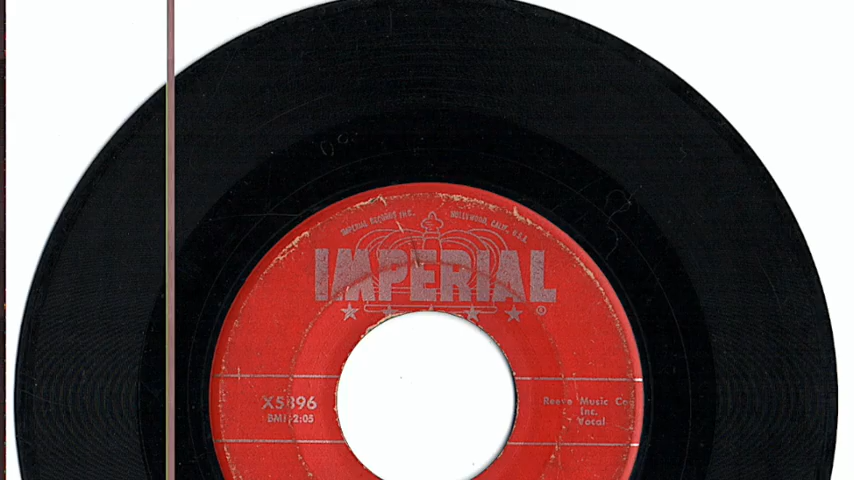 IMPERIAL RECORDS INC. HOLLYWOOD, CALIF. U.S.A.
IMPERIAL
®
X5896
BMI-2:05
Reeve Music Co
Inc.
Vocal